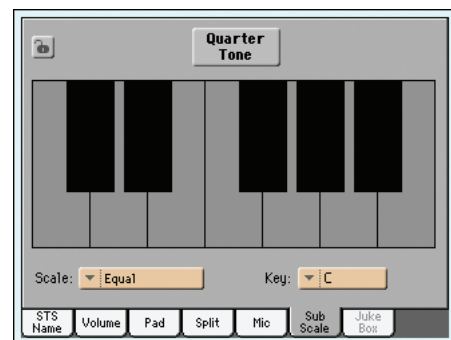 Quarter
Tone
Scale: Equal Key: C
STS Name Volume Pad Split Mic Sub Scale Juke Box